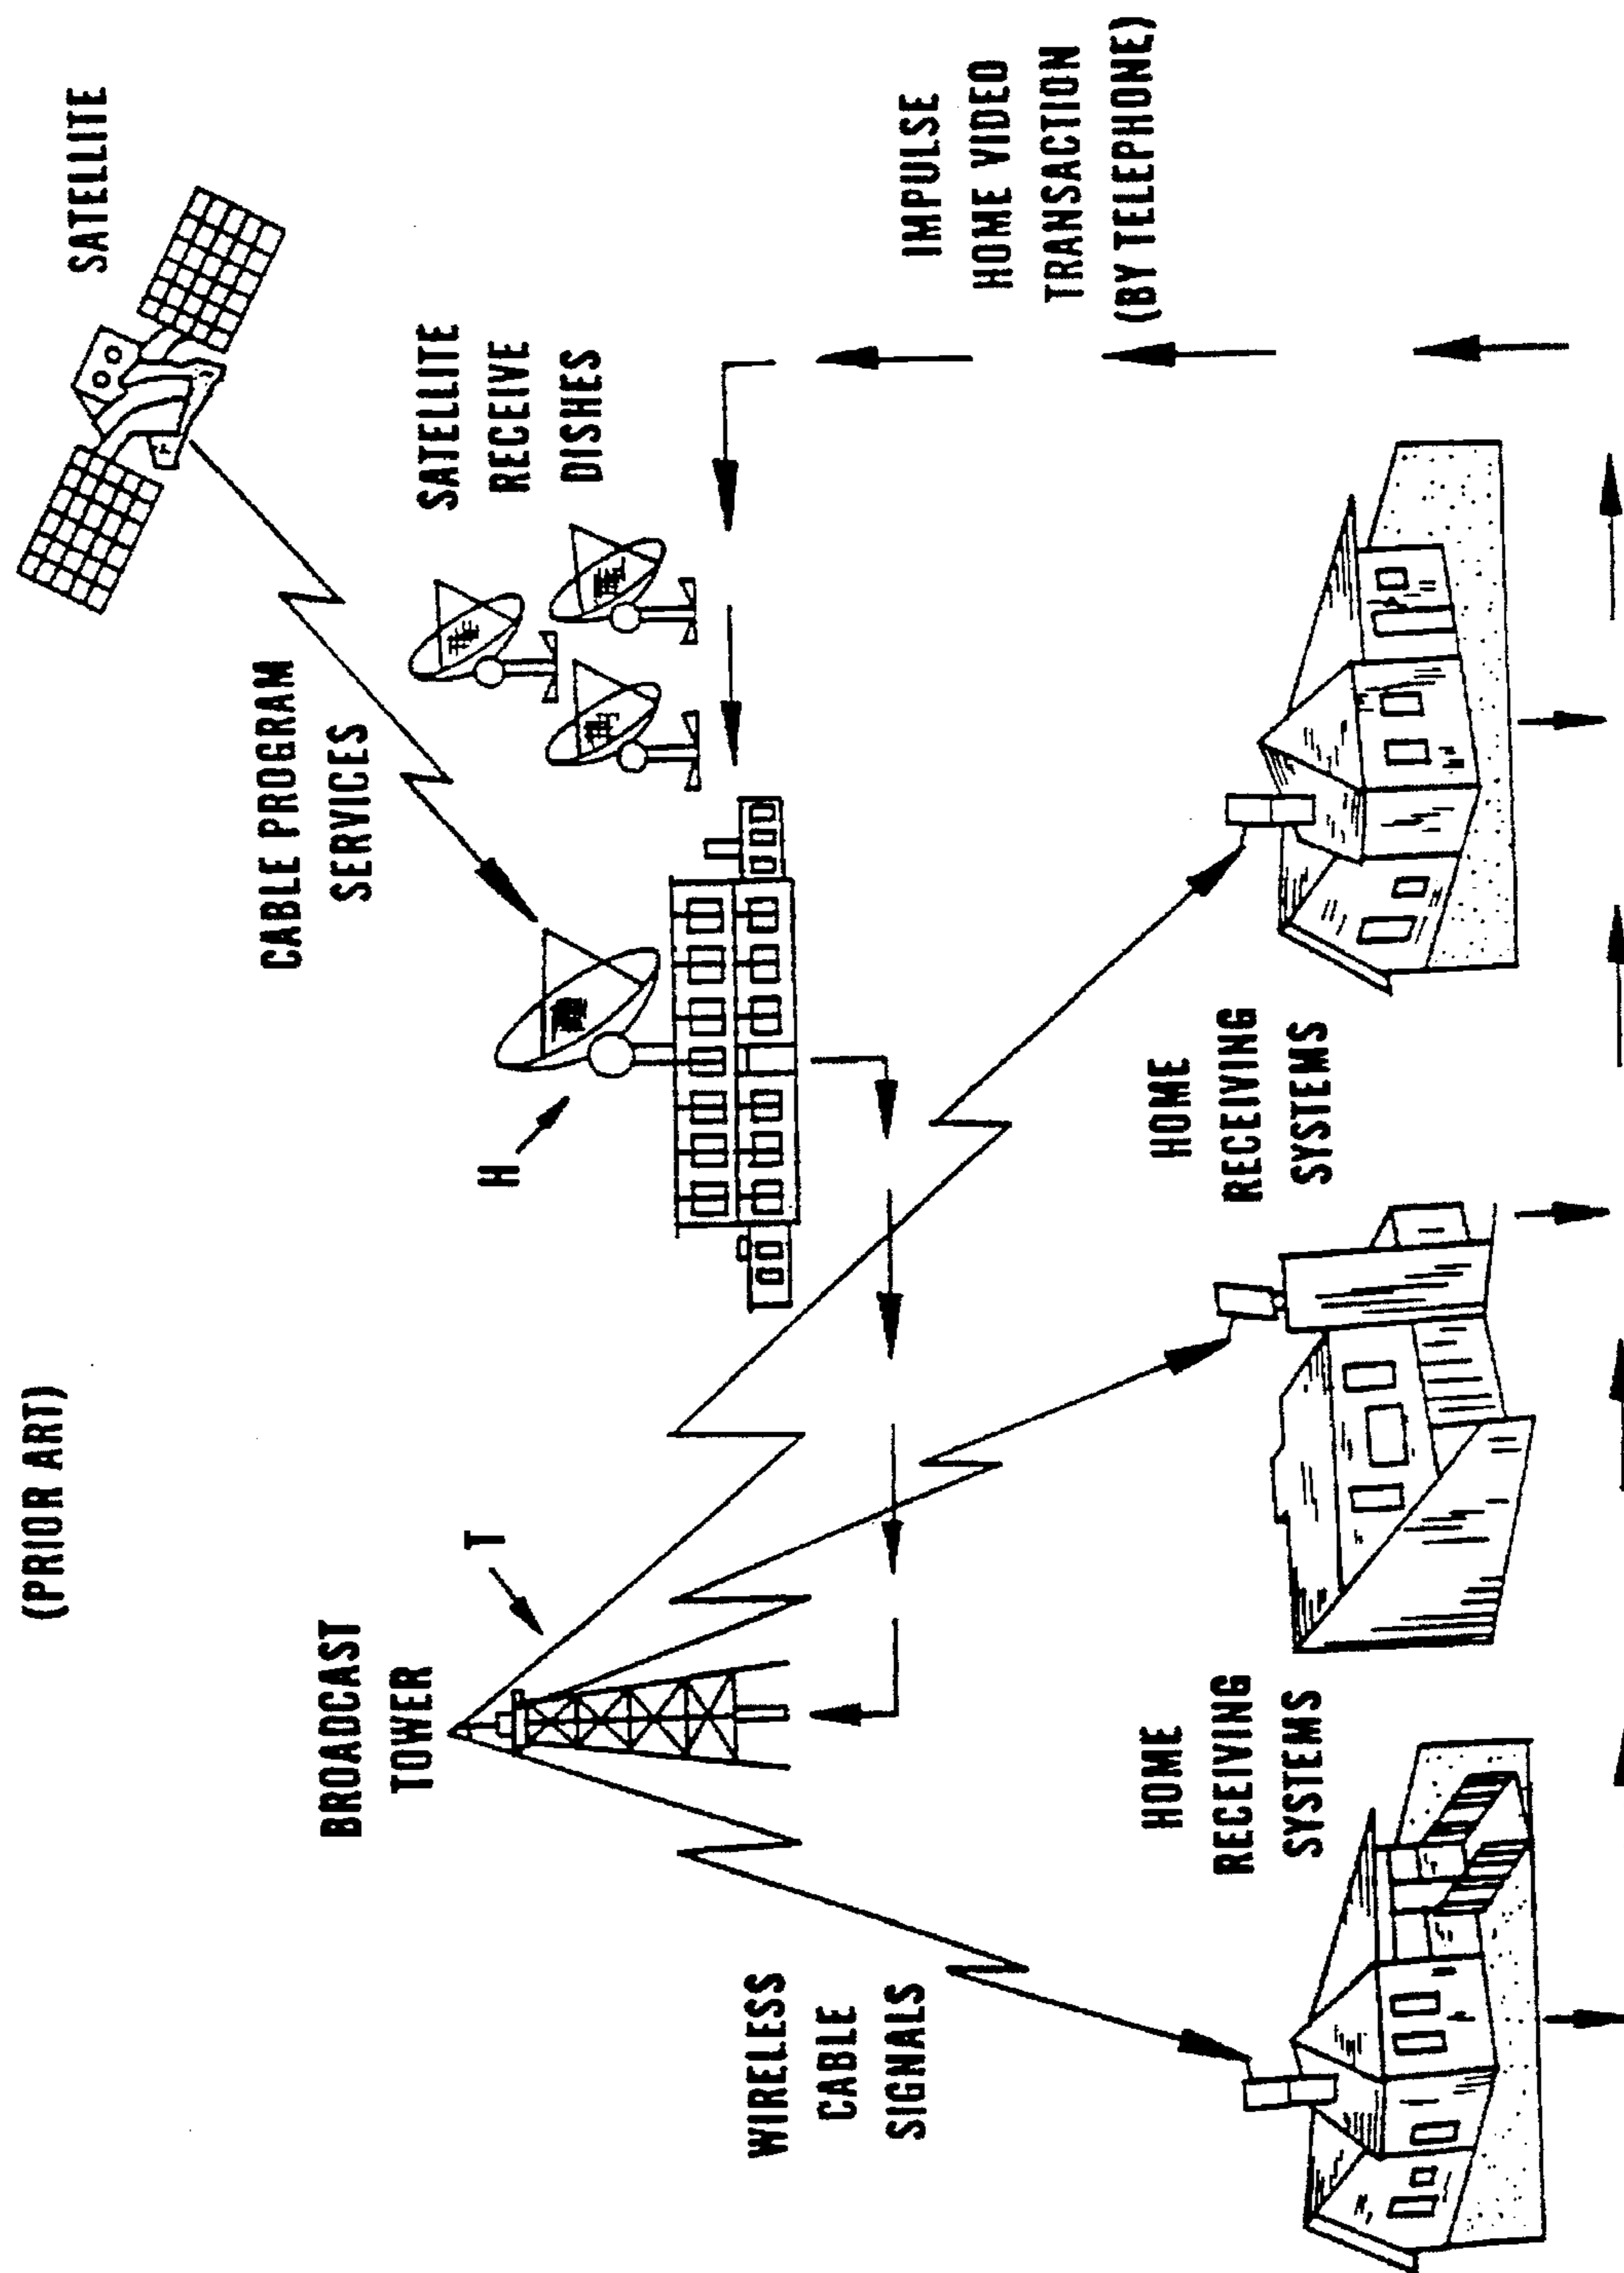 (PRIOR ART)
SATELLITE
BROADCAST
TOWER
T
H
CABLE PROGRAM
SERVICES
SATELLITE
RECEIVE
DISHES
WIRELESS
CABLE
SIGNALS
IMPULSE
HOME VIDEO
TRANSACTION
(BY TELEPHONE)
HOME
RECEIVING
SYSTEMS
HOME
RECEIVING
SYSTEMS